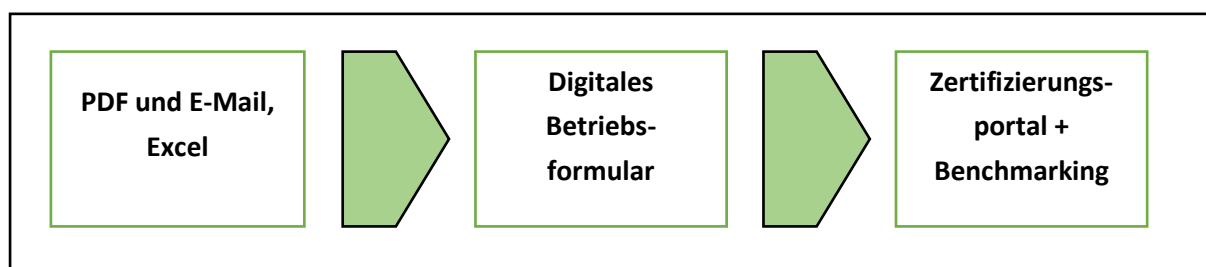 PDF und E-Mail,
Excel
Digitales
Betriebs-
formular
Zertifizierungs-
portal +
Benchmarking